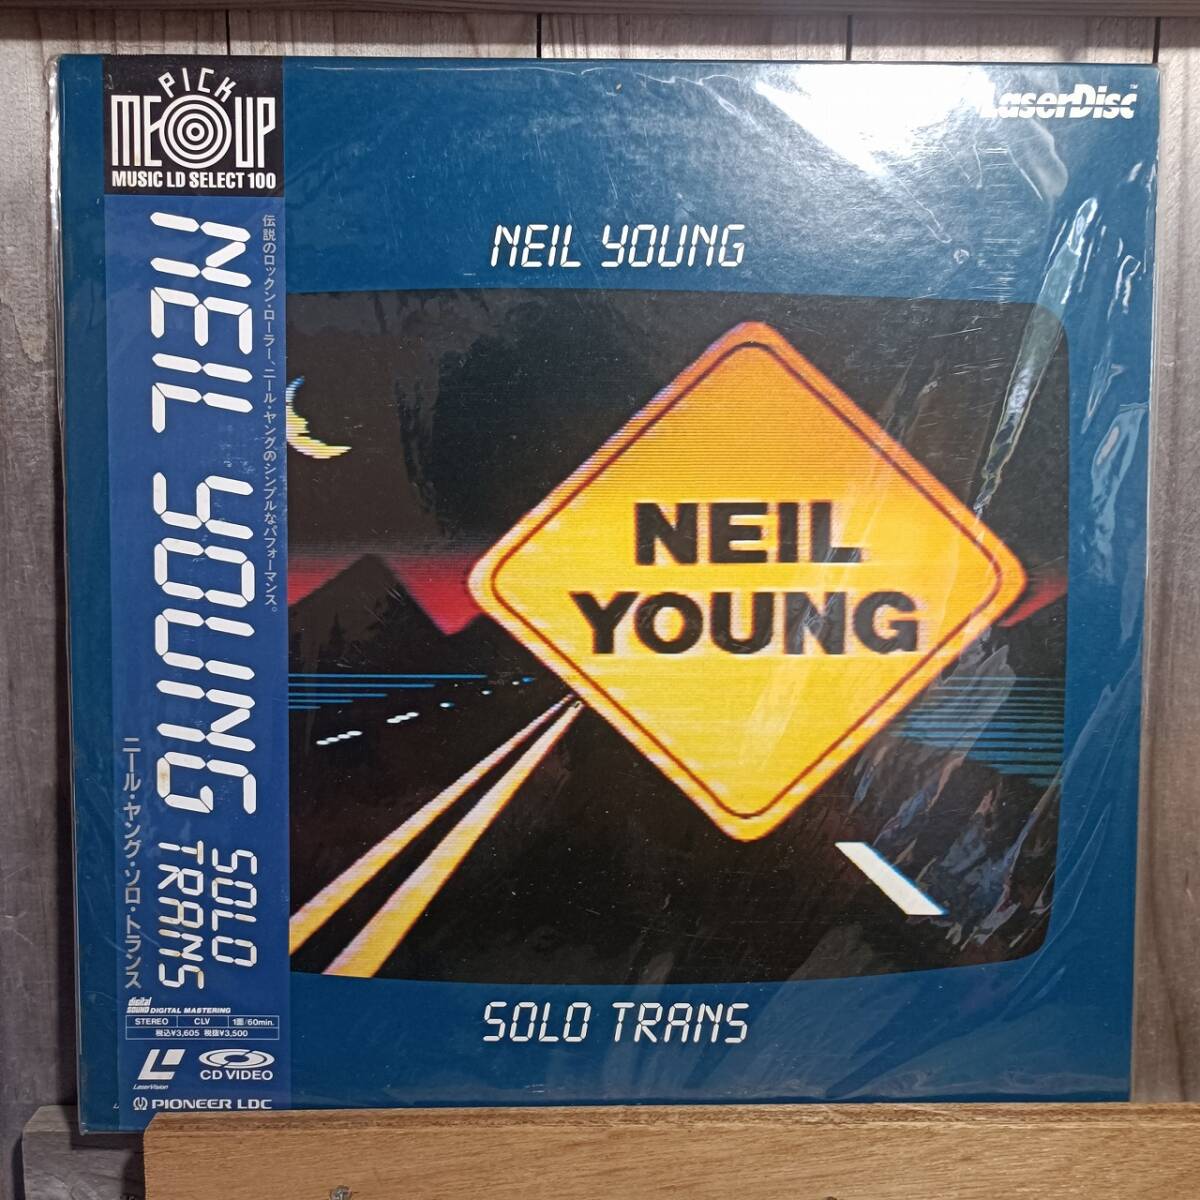 PICK
ME UP
MUSIC LD SELECT 100
伝説のロックン・ローラー、ニール・ヤングのシンプルなパフォーマンス。
NEIL YOUNG
SOLO
TRANS
ニール・ヤング・ソロ・トランス
digital
SOUND DIGITAL MASTERING
STEREO CLV 1面/60min.
税込¥3,605 税抜¥3,500
LaserVision
CD VIDEO
PIONEER LDC
LaserDisc™
NEIL YOUNG
NEIL
YOUNG
SOLO TRANS